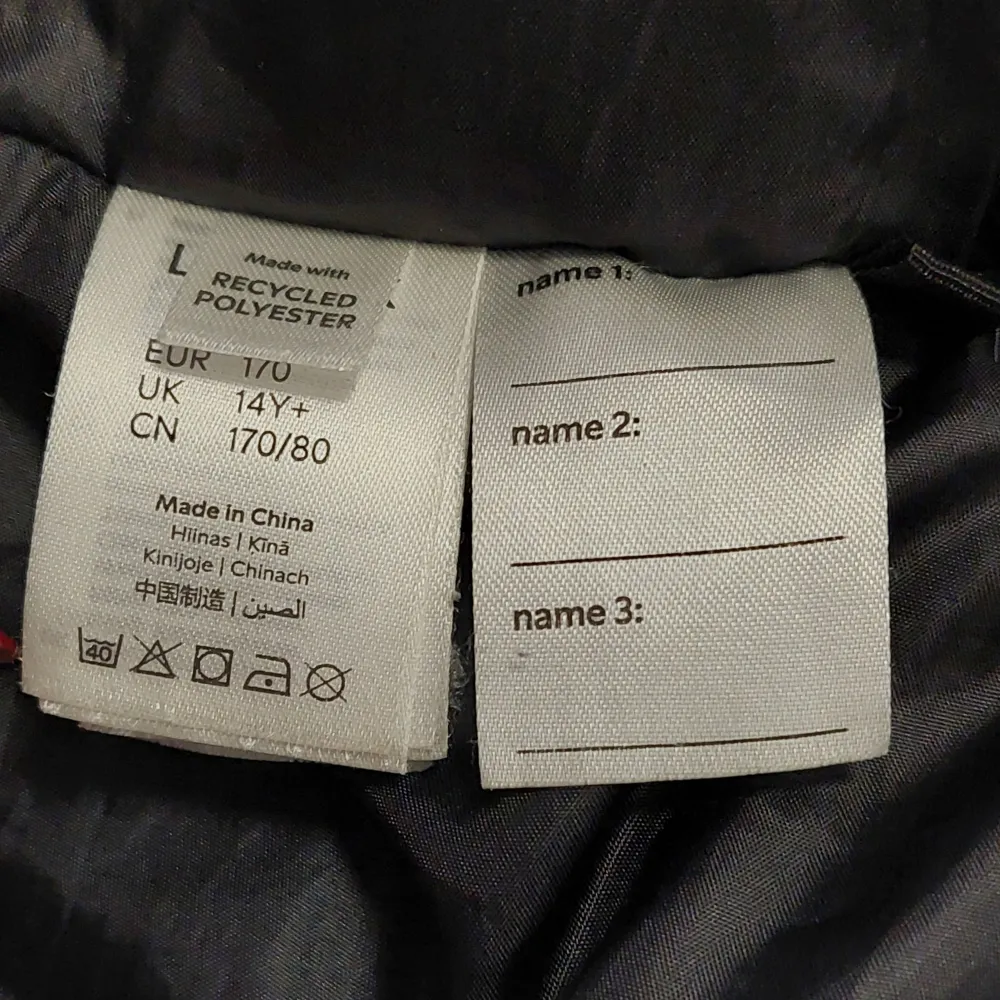 L
Made with
RECYCLED
POLYESTER
EUR 170
UK 14Y+
CN 170/80
Made in China
Hiinas | Ķīnā
Kinijoje | Chinach
中国制造 | الصين
40
name 1:
name 2:
name 3: